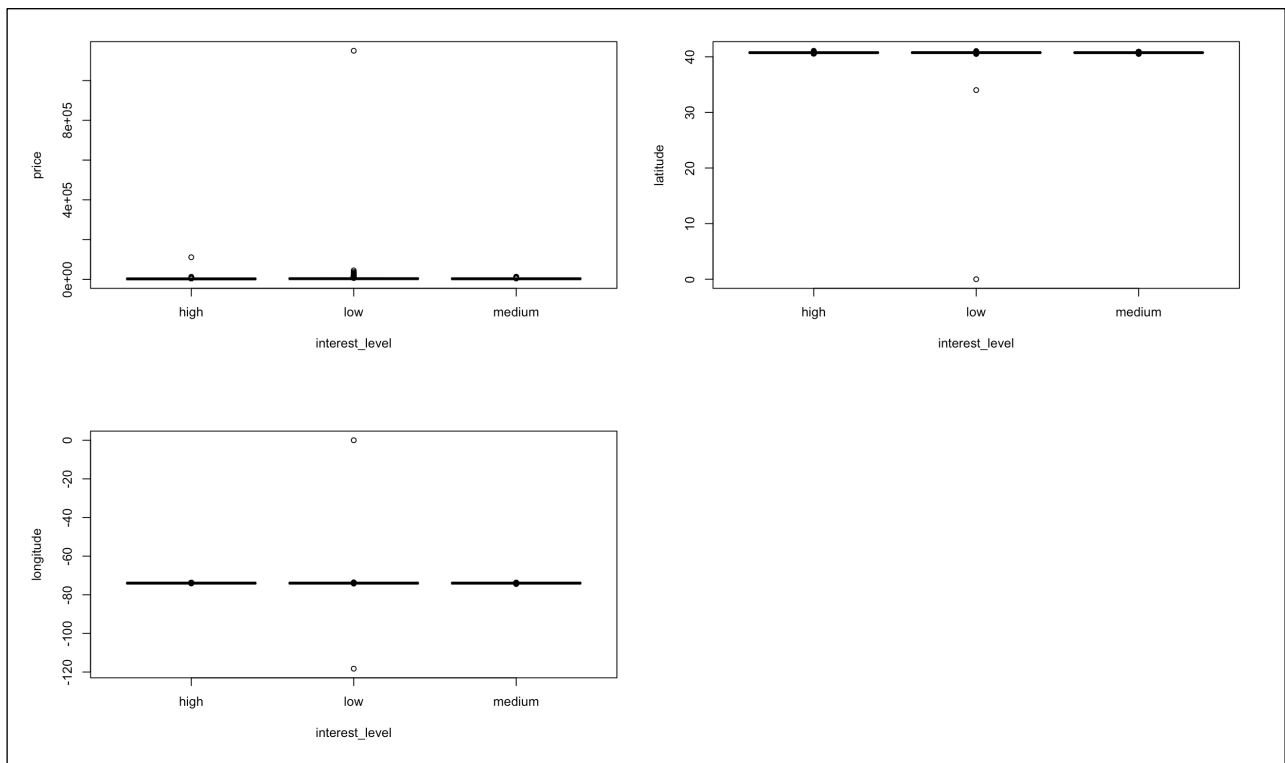 price
8e+05
4e+05
0e+00
high low medium
interest_level
latitude
40
30
20
10
0
high low medium
interest_level
longitude
0
-20
-40
-60
-80
-100
-120
high low medium
interest_level